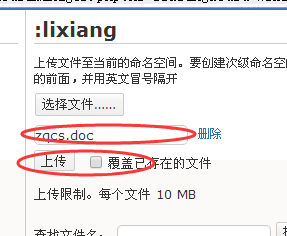 :lixiang
上传文件至当前的命名空间。要创建次级命名空
的前面，并用英文冒号隔开
选择文件......
zqcs.doc 删除
上传 覆盖已存在的文件
上传限制。每个文件 10 MB
查找文件名: